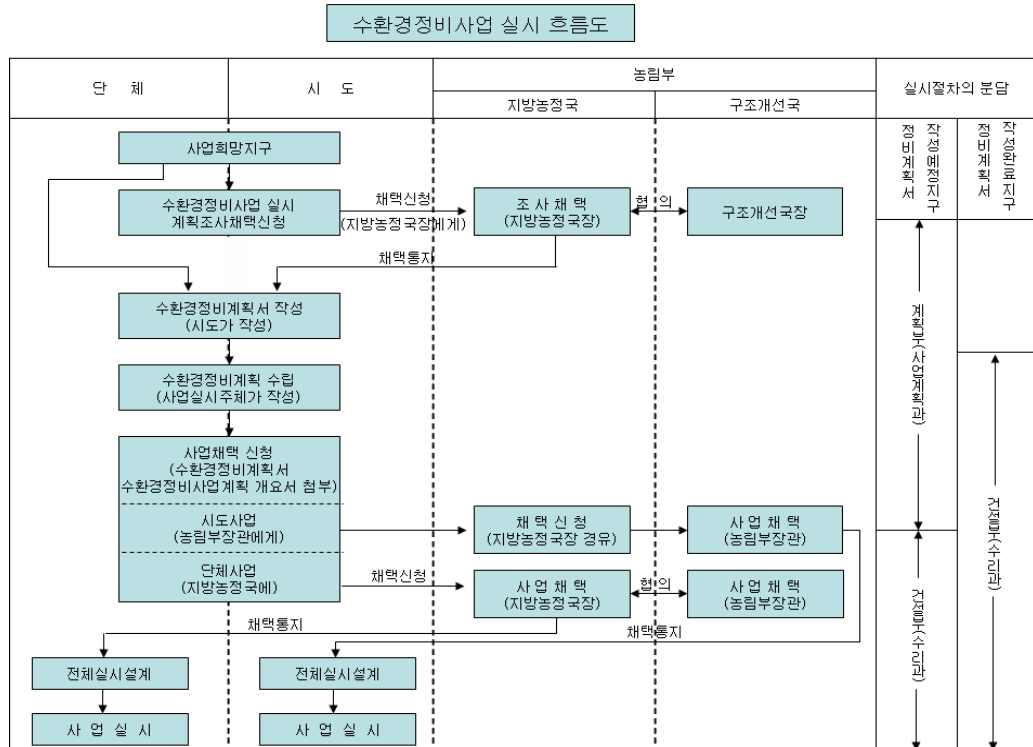 수환경정비사업 실시 흐름도
단 체
시 도
농림부
지방농정국
구조개선국
실시절차의 분담
정비계획서
작성예정지구
정비계획서
작성완료지구
사업희망지구
수환경정비사업 실시
계획조사채택신청
채택신청
(지방농정국장에게)
조 사 채 택
(지방농정국장)
협 의
구조개선국장
채택통지
수환경정비계획서 작성
(시도가 작성)
수환경정비계획 수립
(사업실시주체가 작성)
사업채택 신청
(수환경정비계획서
수환경정비사업계획 개요서 첨부)
시도사업
(농림부장관에게)
채 택 신 청
(지방농정국장 경유)
사 업 채 택
(농림부장관)
단체사업
(지방농정국에)
채택신청
사 업 채 택
(지방농정국장)
협 의
사 업 채 택
(농림부장관)
채택통지
채택통지
전체실시설계
전체실시설계
사 업 실 시
사 업 실 시
계획부(사업계획과)
건설부(수리과)
건설부(수리과)